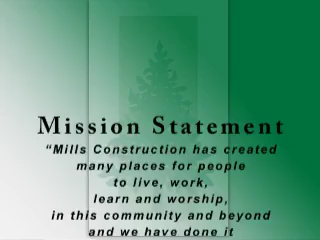 Mission Statement
“Mills Construction has created
many places for people
to live, work,
learn and worship,
in this community and beyond
and we have done it